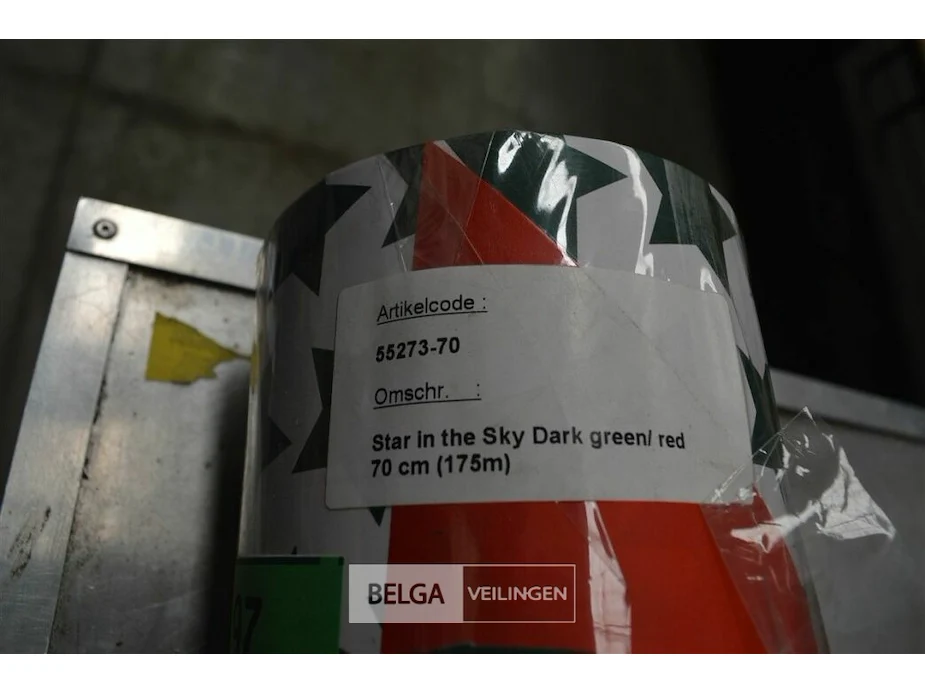 Artikelcode :
55273-70
Omschr. :
Star in the Sky Dark green/ red
70 cm (175m)
BELGA VEILINGEN